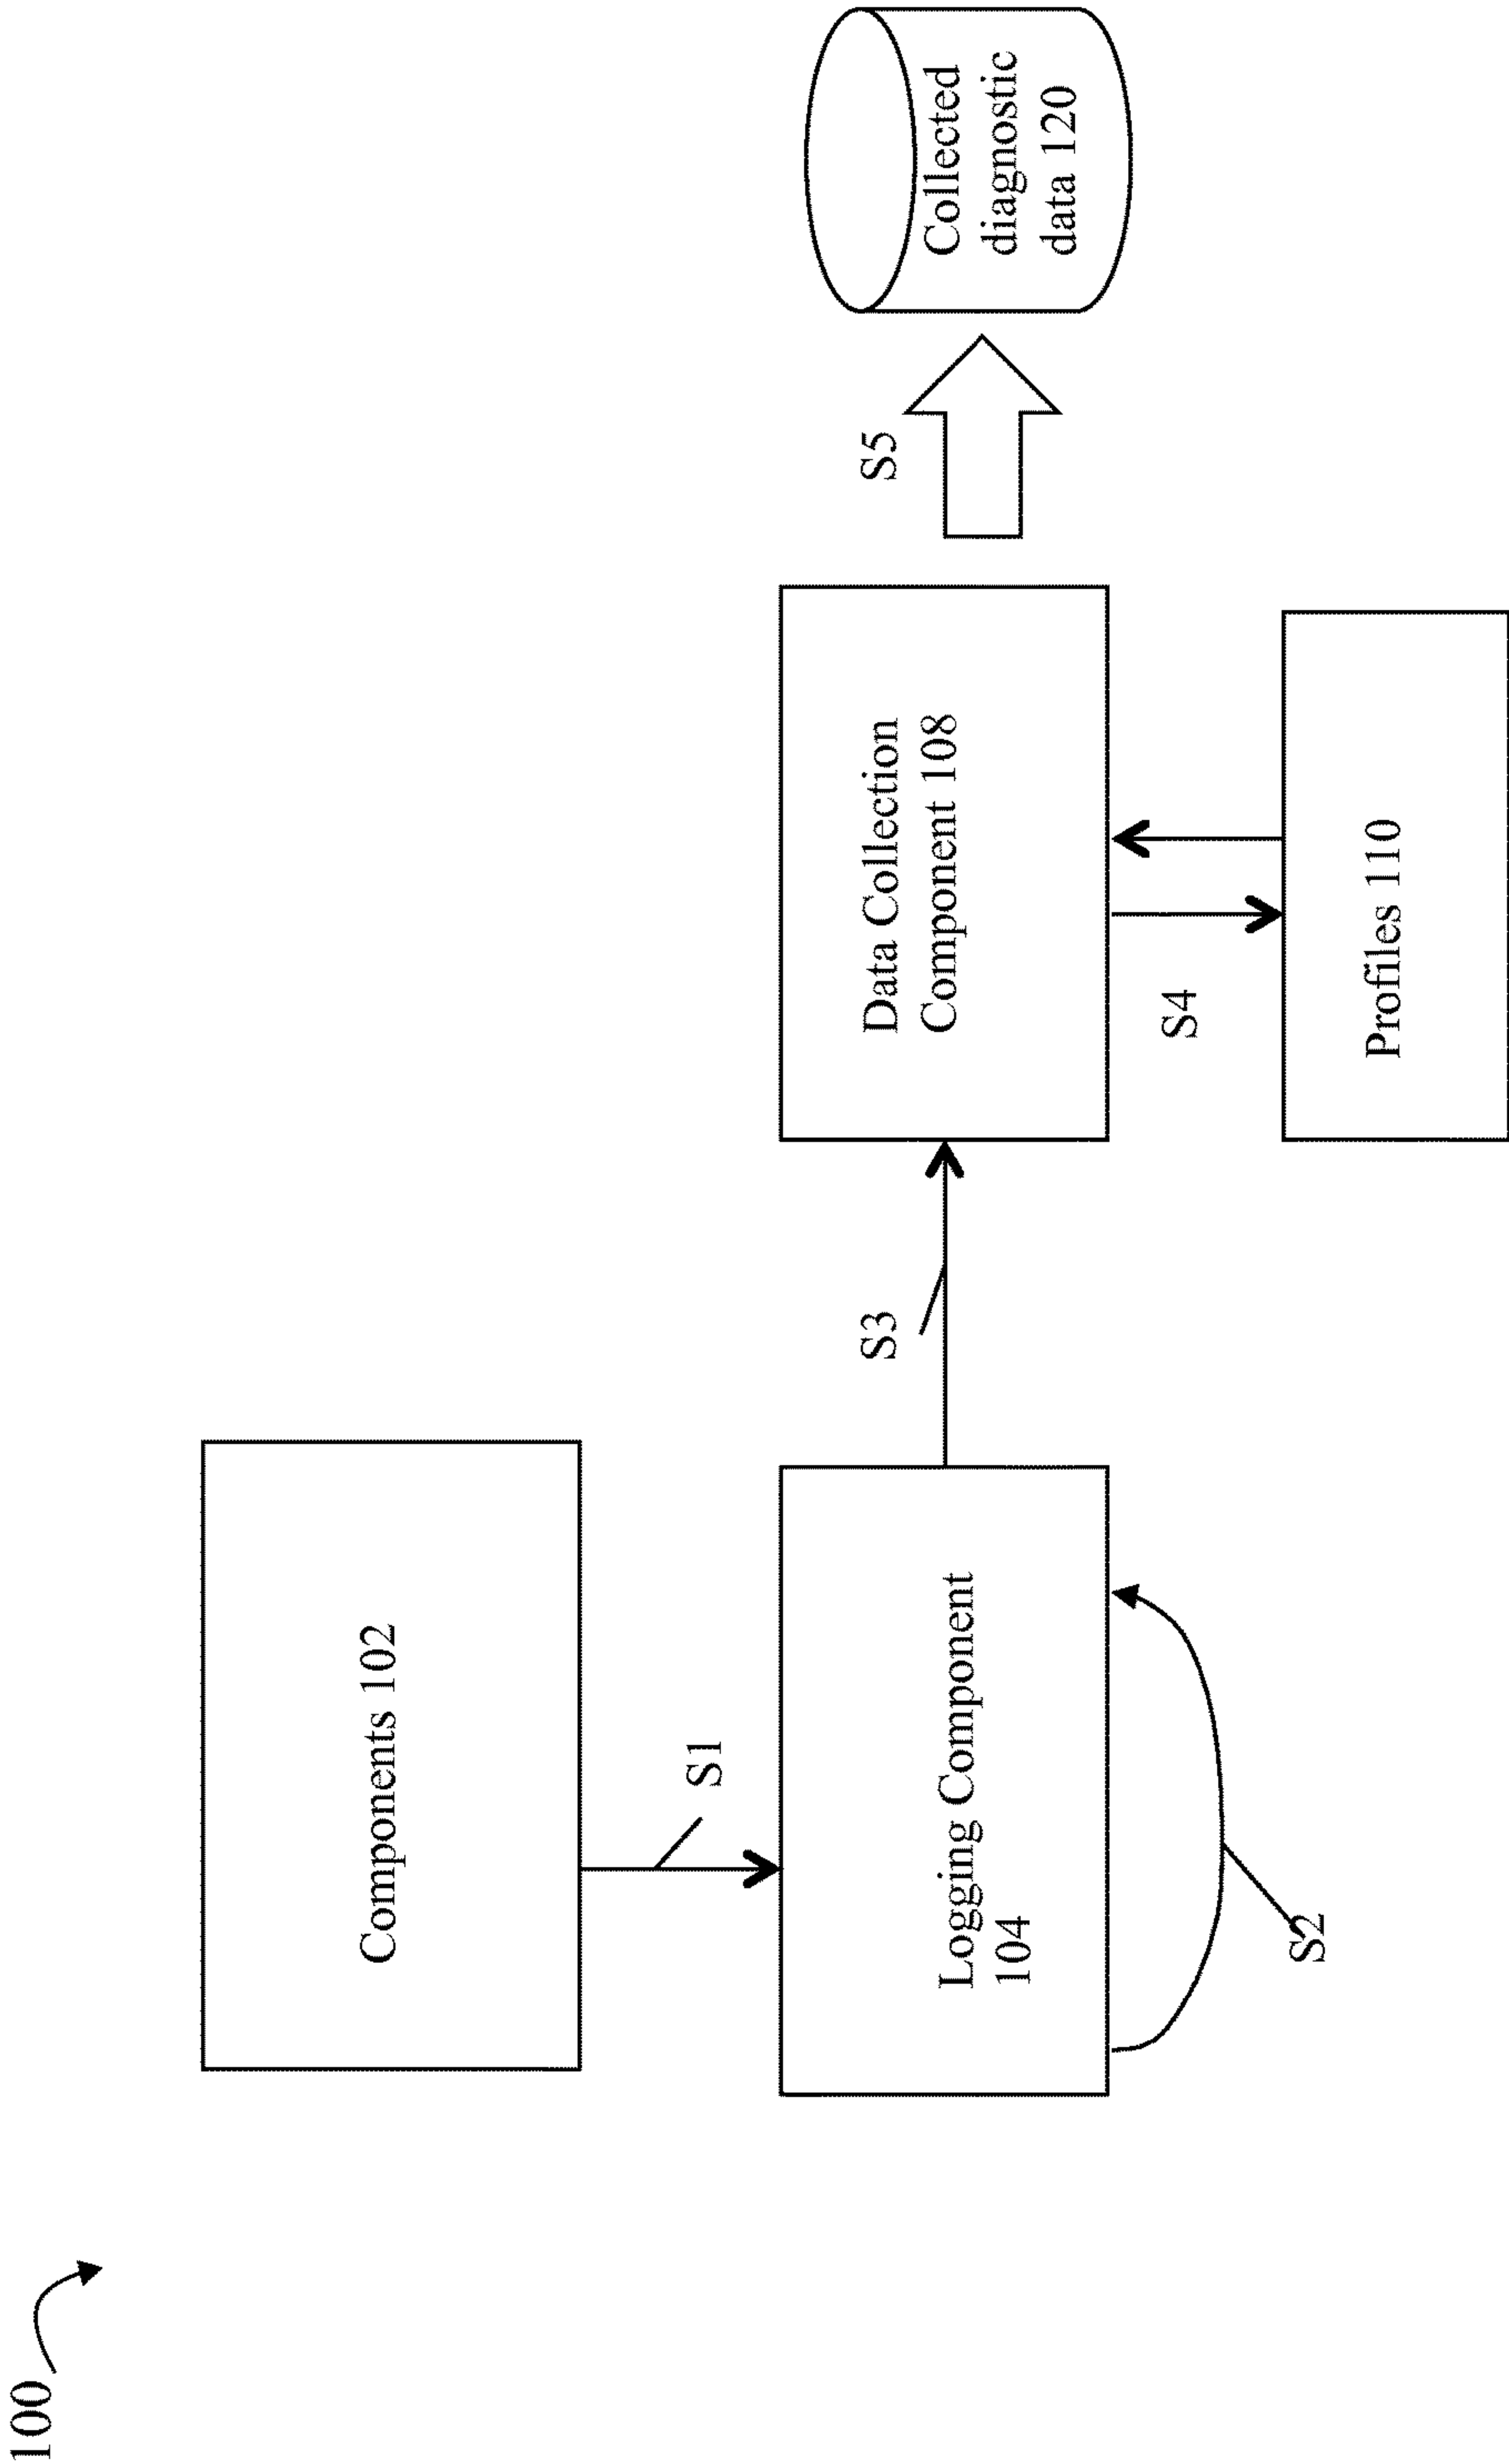 100
Components 102
S1
Logging Component
104
S2
S3
Data Collection
Component 108
S4
Profiles 110
S5
Collected
diagnostic
data 120